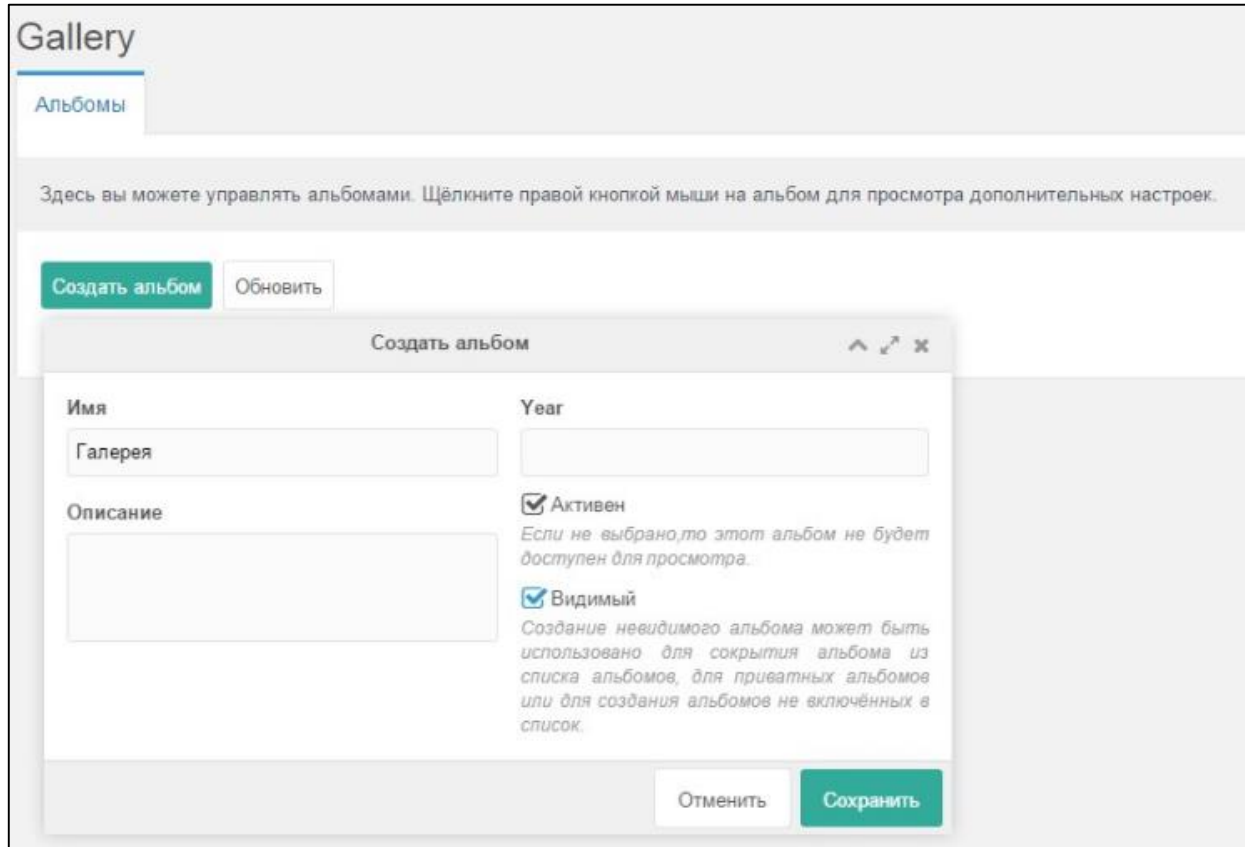 Gallery
Альбомы
Здесь вы можете управлять альбомами. Щёлкните правой кнопкой мыши на альбом для просмотра дополнительных настроек.
Создать альбом
Обновить
Создать альбом
Имя
Галерея
Описание
Year
Активен
Если не выбрано,то этот альбом не будет
доступен для просмотра.
Видимый
Создание невидимого альбома может быть
использовано для сокрытия альбома из
списка альбомов, для приватных альбомов
или для создания альбомов не включённых в
список.
Отменить
Сохранить